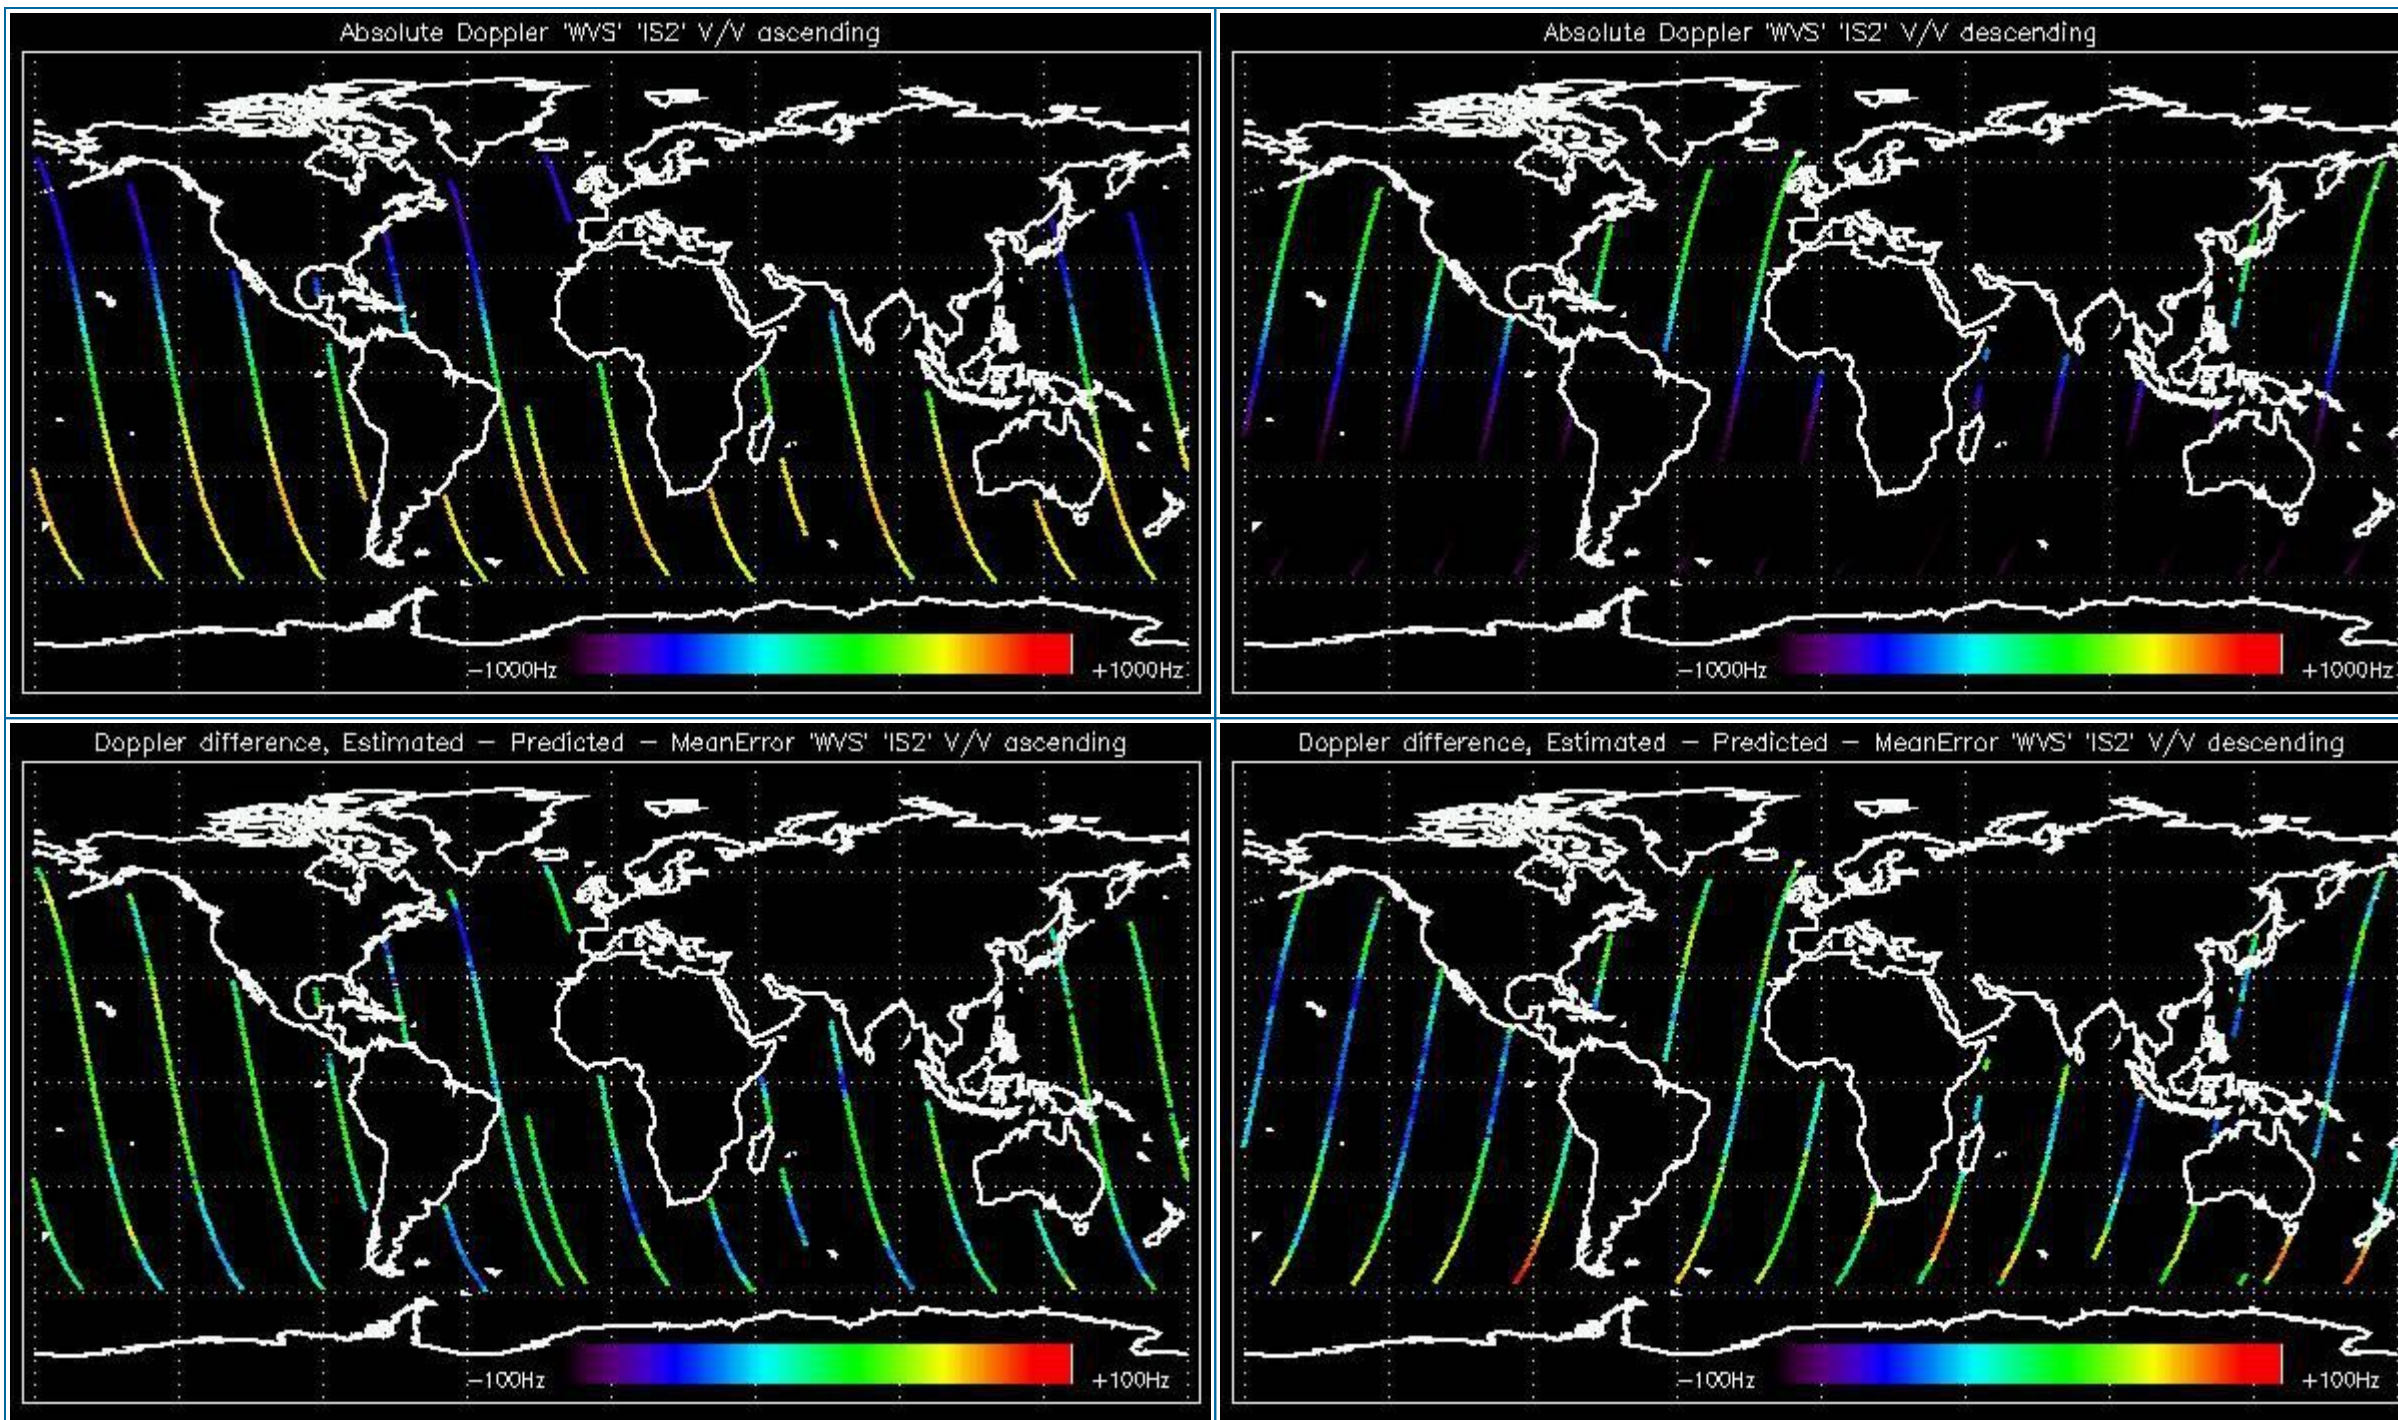 Absolute Doppler 'WVS' 'IS2' V/V ascending
−1000Hz
+1000Hz
Absolute Doppler 'WVS' 'IS2' V/V descending
−1000Hz
+1000Hz
Doppler difference, Estimated − Predicted − MeanError 'WVS' 'IS2' V/V ascending
−100Hz
+100Hz
Doppler difference, Estimated − Predicted − MeanError 'WVS' 'IS2' V/V descending
−100Hz
+100Hz